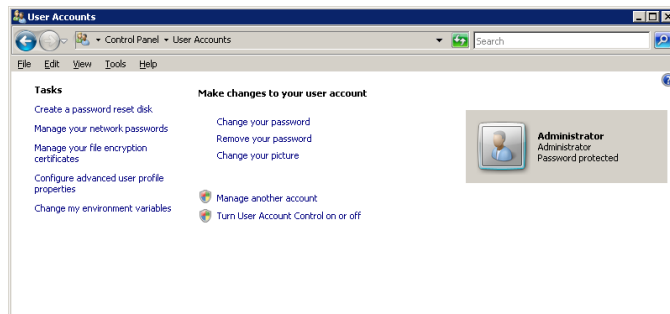 User Accounts
Control Panel
User Accounts
Search
File Edit View Tools Help
Tasks
Create a password reset disk
Manage your network passwords
Manage your file encryption
certificates
Configure advanced user profile
properties
Change my environment variables
Make changes to your user account
Change your password
Remove your password
Change your picture
Manage another account
Turn User Account Control on or off
Administrator
Administrator
Password protected